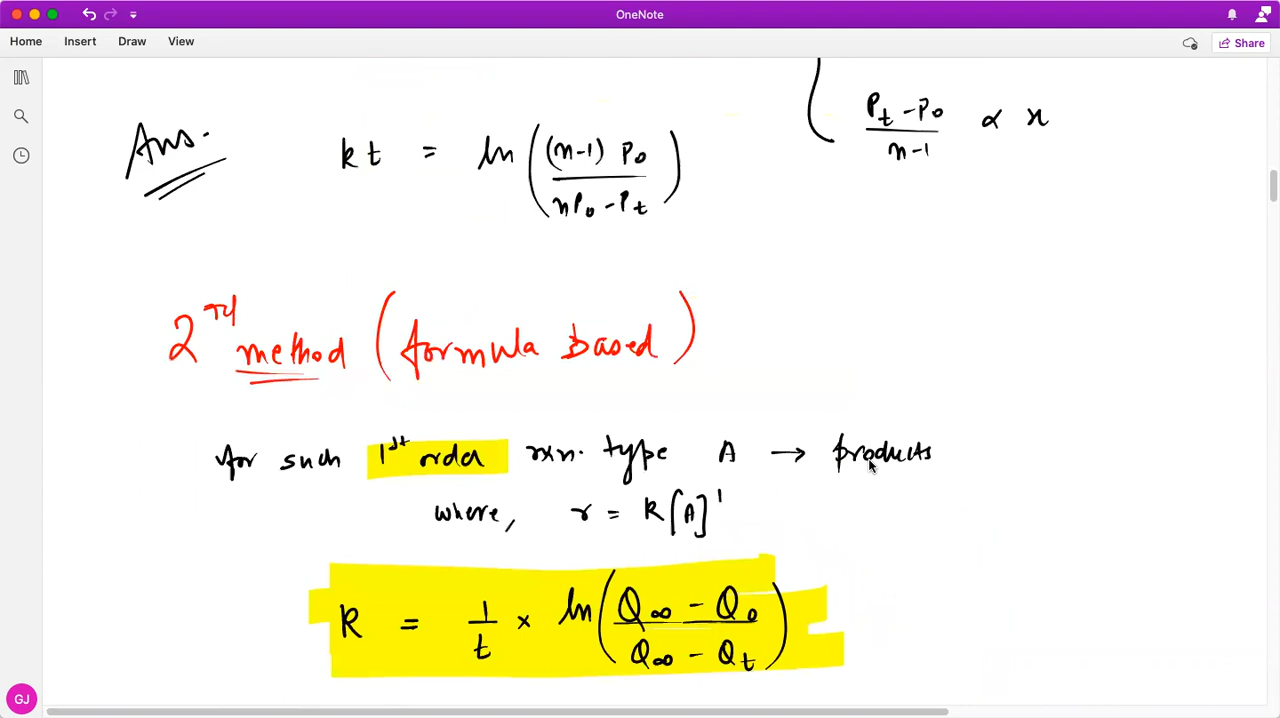 OneNote
Home Insert Draw View
Share
Pt - P0 / n-1 ∝ x
Ans. kt = ln((n-1) P0 / nP0 - Pt)
2nd method (formula based)
for such 1st order rxn. type A → products
where, r = k[A]^1
k = 1/t × ln(Q∞ - Q0 / Q∞ - Qt)
GJ